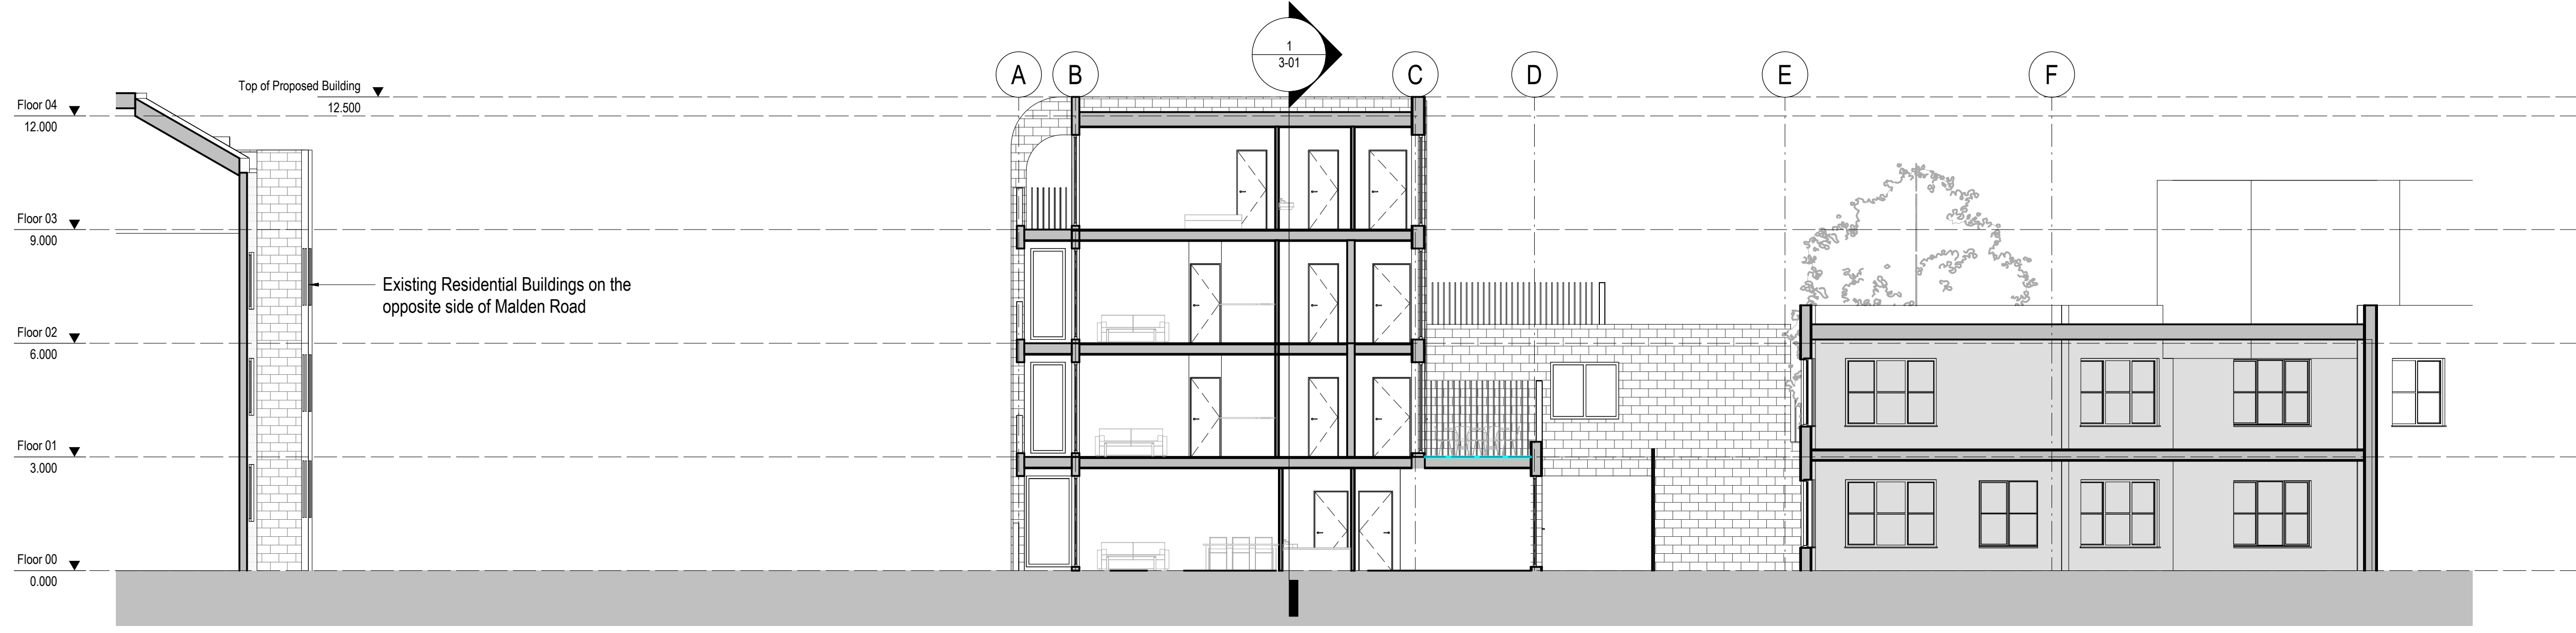 1
3-01
A
B
C
D
E
F
Top of Proposed Building
12.500
Floor 04
12.000
Floor 03
9.000
Existing Residential Buildings on the
opposite side of Malden Road
Floor 02
6.000
Floor 01
3.000
Floor 00
0.000